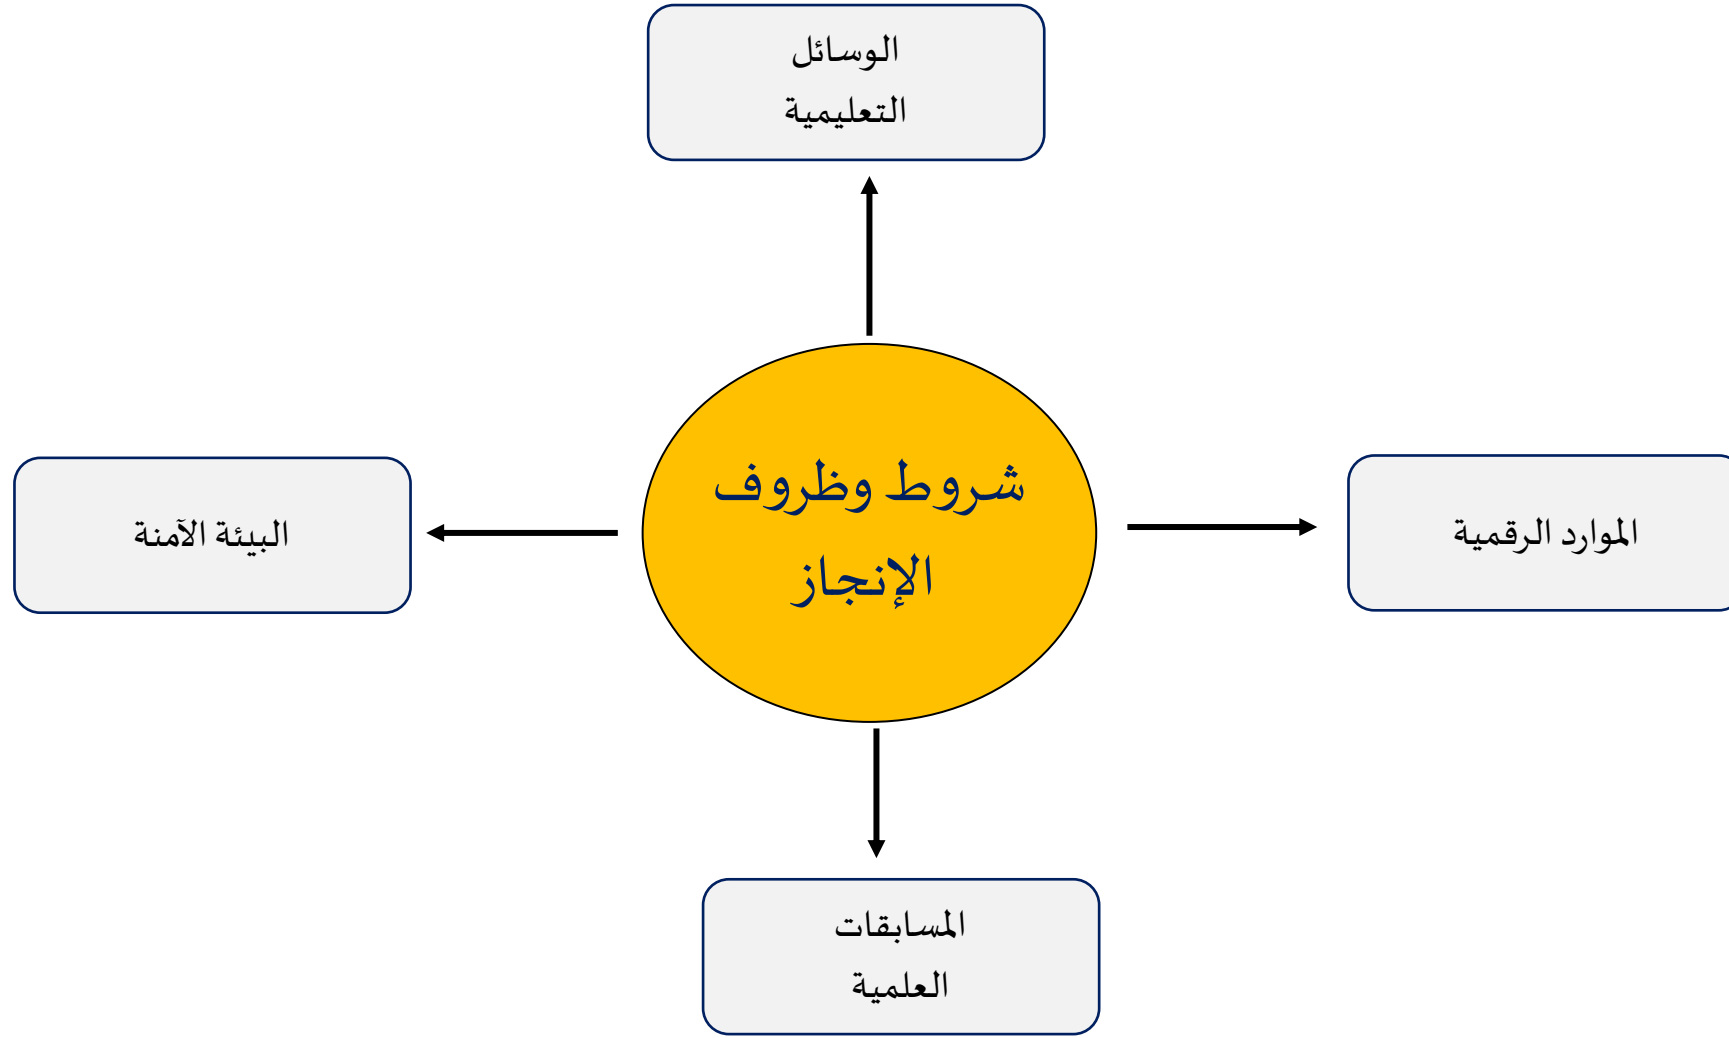 الوسائل
التعليمية
شروط وظروف
الإنجاز
الموارد الرقمية
البيئة الآمنة
المسابقات
العلمية